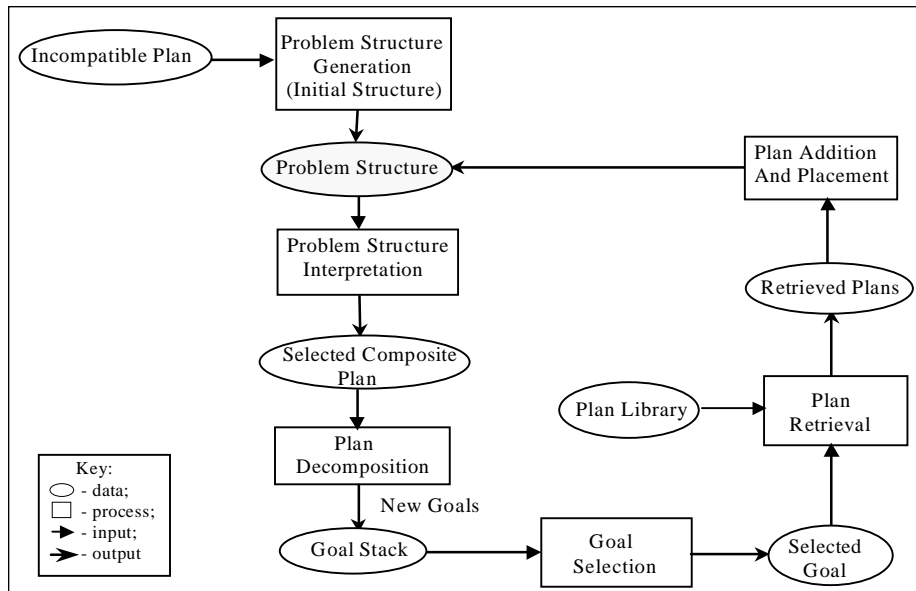 Incompatible Plan
Problem Structure
Generation
(Initial Structure)
Problem Structure
Plan Addition
And Placement
Problem Structure
Interpretation
Retrieved Plans
Selected Composite
Plan
Plan Library
Plan
Retrieval
Plan
Decomposition
Key:
- data;
- process;
- input;
- output
New Goals
Goal Stack
Goal
Selection
Selected
Goal